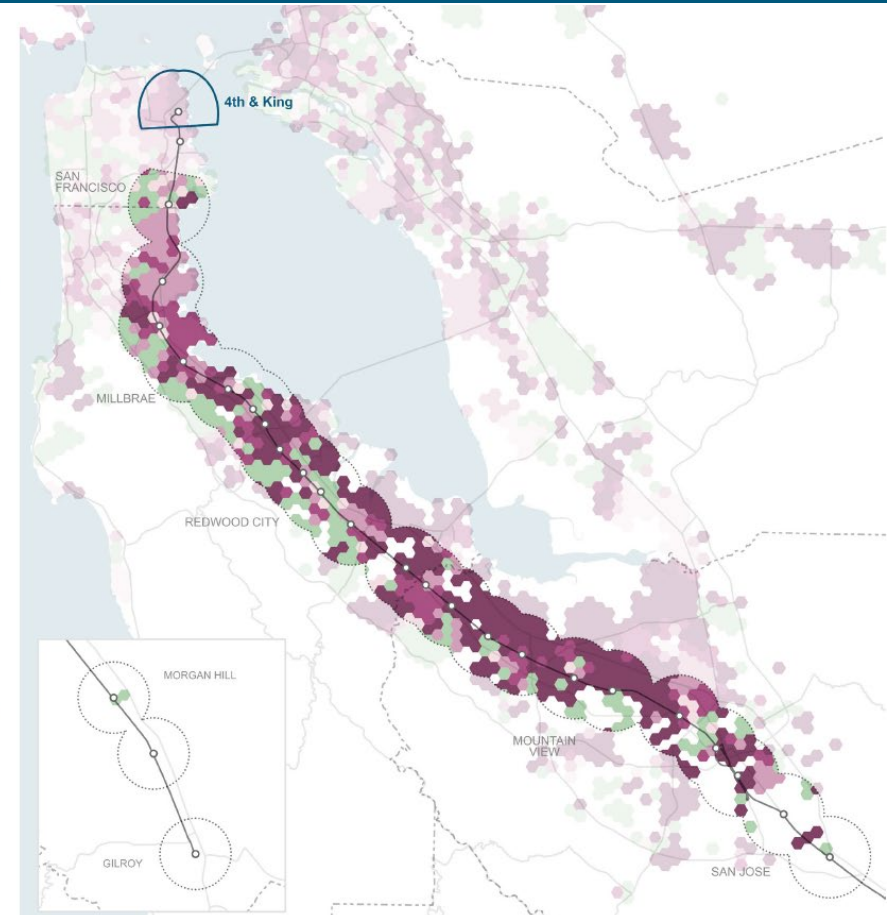 4th & King
SAN
FRANCISCO
MILLBRAE
REDWOOD CITY
MORGAN HILL
MOUNTAIN
VIEW
GILROY
SAN JOSE